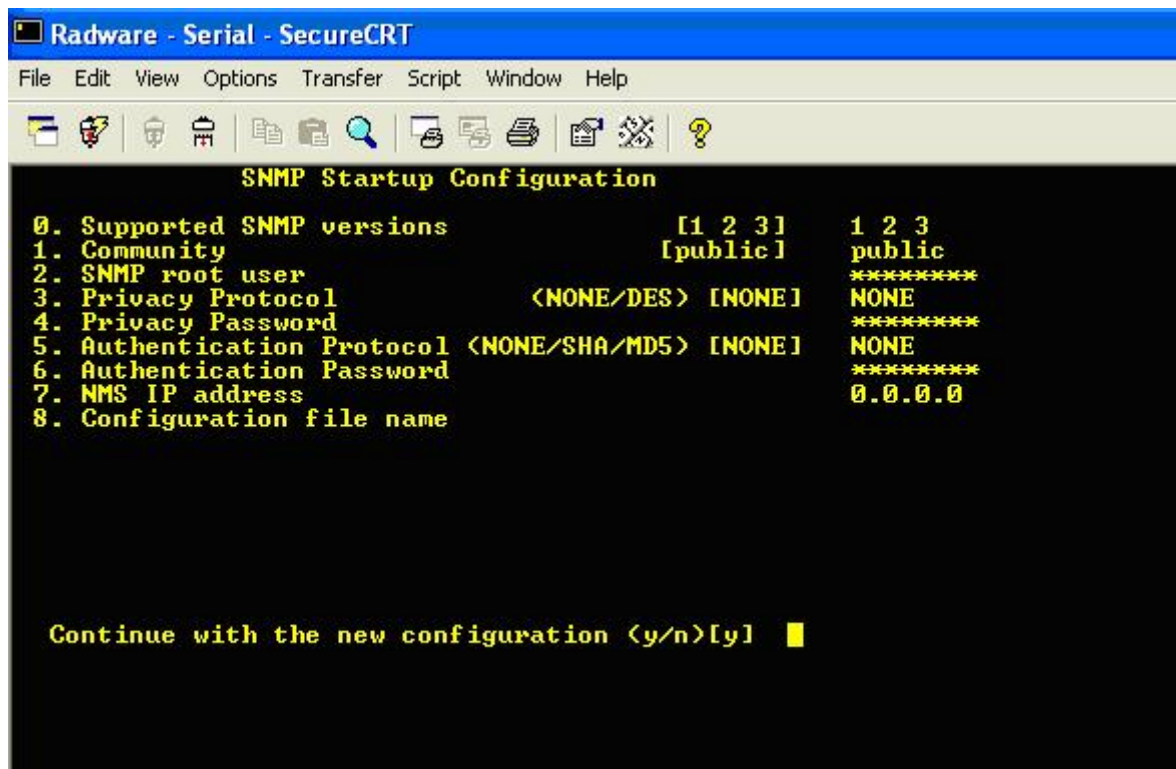 Radware - Serial - SecureCRT
File Edit View Options Transfer Script Window Help
SNMP Startup Configuration
0. Supported SNMP versions [1 2 3] 1 2 3
1. Community [public] public
2. SNMP root user ********
3. Privacy Protocol (NONE/DES) [NONE] NONE
4. Privacy Password ********
5. Authentication Protocol (NONE/SHA/MD5) [NONE] NONE
6. Authentication Password ********
7. NMS IP address 0.0.0.0
8. Configuration file name
Continue with the new configuration (y/n)[y]